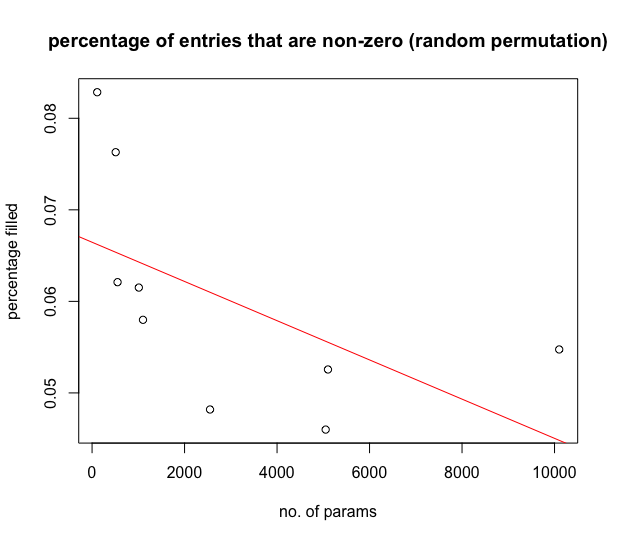 percentage of entries that are non-zero (random permutation)
percentage filled
0.08
0.07
0.06
0.05
0 2000 4000 6000 8000 10000
no. of params